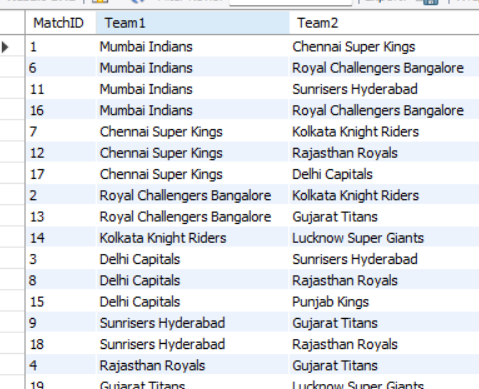 MatchID Team1 Team2
1 Mumbai Indians Chennai Super Kings
6 Mumbai Indians Royal Challengers Bangalore
11 Mumbai Indians Sunrisers Hyderabad
16 Mumbai Indians Royal Challengers Bangalore
7 Chennai Super Kings Kolkata Knight Riders
12 Chennai Super Kings Rajasthan Royals
17 Chennai Super Kings Delhi Capitals
2 Royal Challengers Bangalore Kolkata Knight Riders
13 Royal Challengers Bangalore Gujarat Titans
14 Kolkata Knight Riders Lucknow Super Giants
3 Delhi Capitals Sunrisers Hyderabad
8 Delhi Capitals Rajasthan Royals
15 Delhi Capitals Punjab Kings
9 Sunrisers Hyderabad Gujarat Titans
18 Sunrisers Hyderabad Rajasthan Royals
4 Rajasthan Royals Gujarat Titans
19 Gujarat Titans Lucknow Super Giants